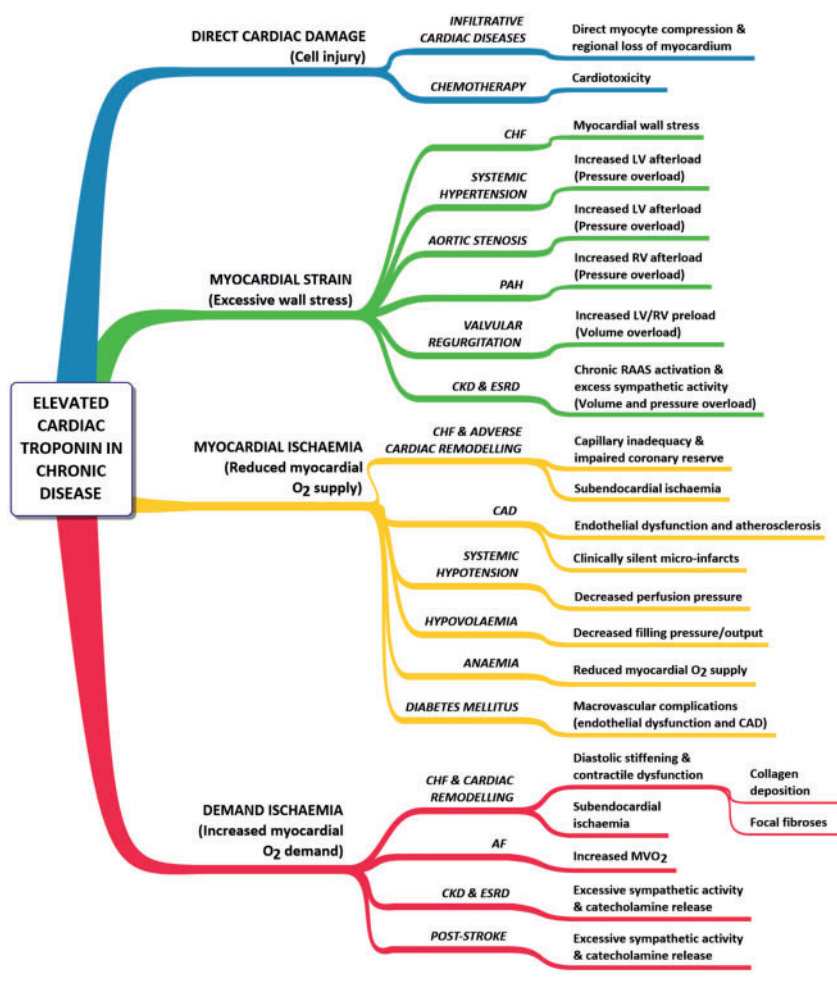 DIRECT CARDIAC DAMAGE
(Cell injury)
INFILTRATIVE
CARDIAC DISEASES
Direct myocyte compression &
regional loss of myocardium
CHEMOTHERAPY
Cardiotoxicity
MYOCARDIAL STRAIN
(Excessive wall stress)
CHF
Myocardial wall stress
SYSTEMIC
HYPERTENSION
Increased LV afterload
(Pressure overload)
AORTIC STENOSIS
Increased LV afterload
(Pressure overload)
PAH
Increased RV afterload
(Pressure overload)
VALVULAR
REGURGITATION
Increased LV/RV preload
(Volume overload)
CKD & ESRD
Chronic RAAS activation &
excess sympathetic activity
(Volume and pressure overload)
ELEVATED
CARDIAC
TROPONIN IN
CHRONIC
DISEASE
MYOCARDIAL ISCHAEMIA
(Reduced myocardial
O2 supply)
CHF & ADVERSE
CARDIAC REMODELLING
Capillary inadequacy &
impaired coronary reserve
Subendocardial ischaemia
CAD
Endothelial dysfunction and atherosclerosis
Clinically silent micro-infarcts
SYSTEMIC
HYPOTENSION
Decreased perfusion pressure
HYPOVOLAEMIA
Decreased filling pressure/output
ANAEMIA
Reduced myocardial O2 supply
DIABETES MELLITUS
Macrovascular complications
(endothelial dysfunction and CAD)
DEMAND ISCHAEMIA
(Increased myocardial
O2 demand)
CHF & CARDIAC
REMODELLING
Diastolic stiffening &
contractile dysfunction
Collagen
deposition
Focal fibroses
Subendocardial
ischaemia
AF
Increased MVO2
CKD & ESRD
Excessive sympathetic activity
& catecholamine release
POST-STROKE
Excessive sympathetic activity
& catecholamine release